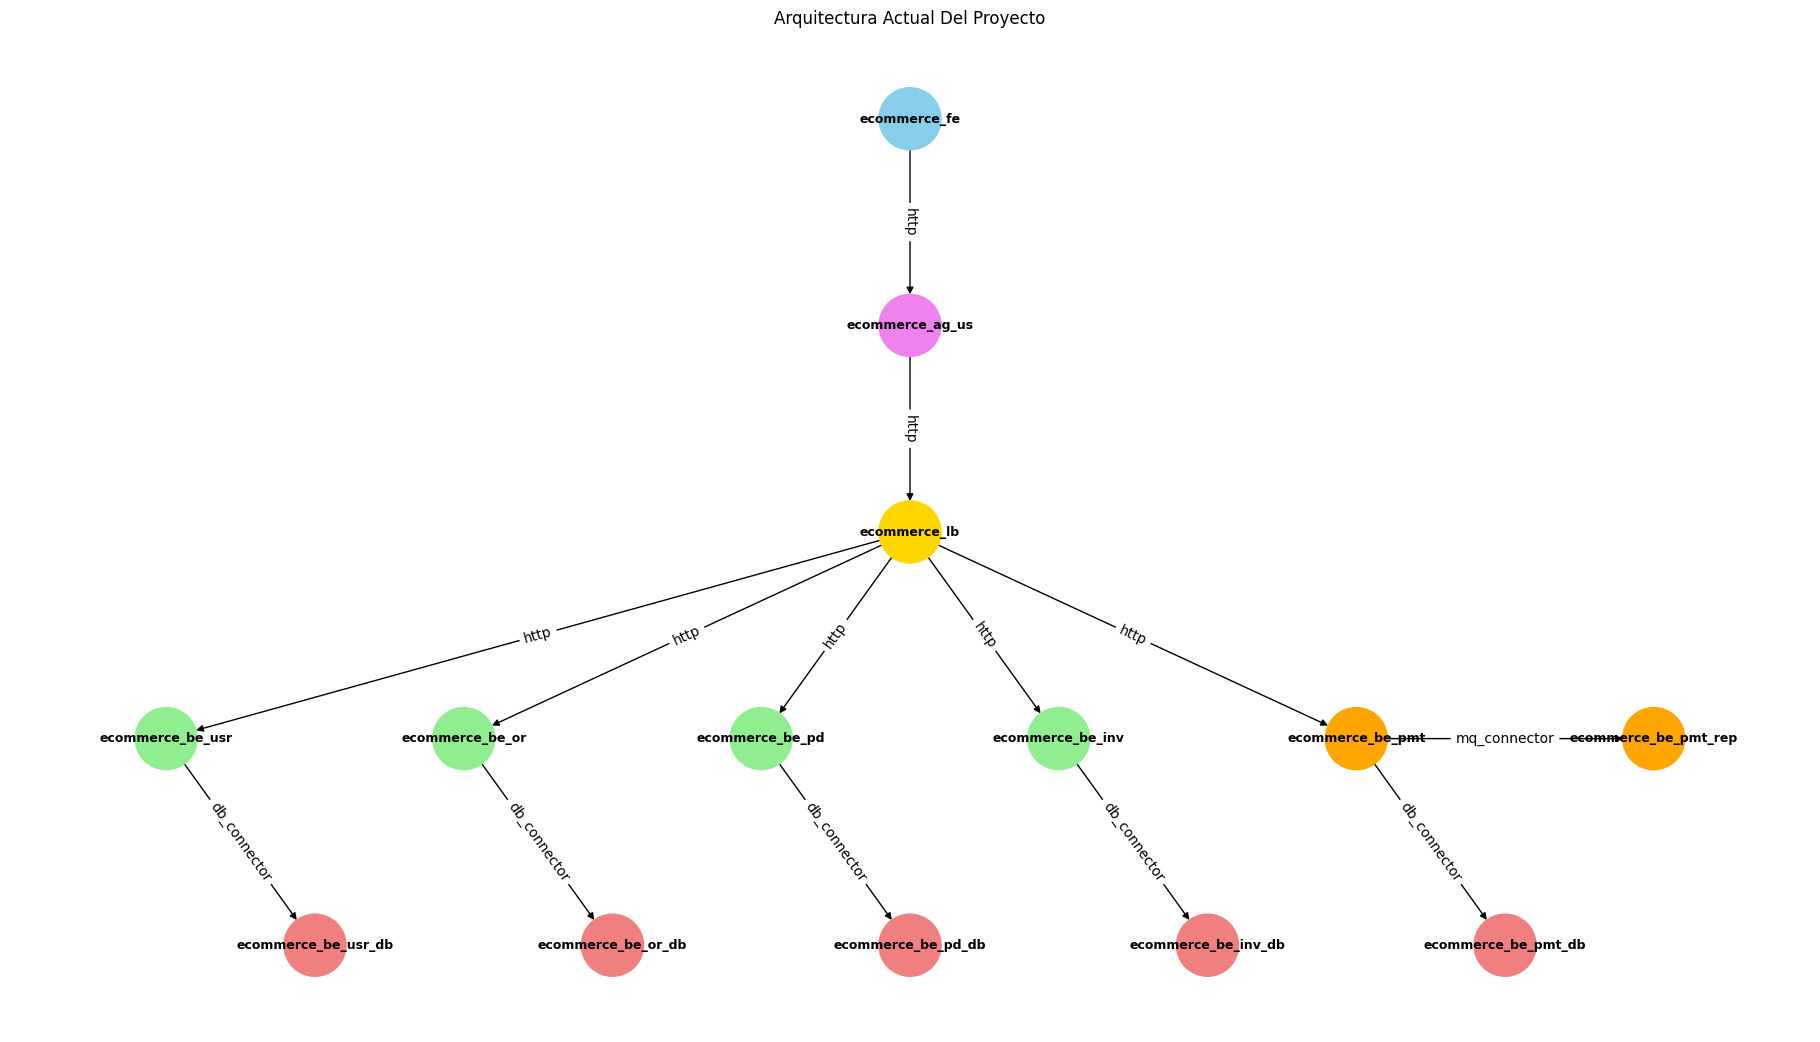 Arquitectura Actual Del Proyecto
ecommerce_fe
http
ecommerce_ag_us
http
ecommerce_lb
http
http
http
http
http
ecommerce_be_usr
ecommerce_be_or
ecommerce_be_pd
ecommerce_be_inv
ecommerce_be_pmt
mq_connector
ecommerce_be_pmt_rep
db_connector
db_connector
db_connector
db_connector
db_connector
ecommerce_be_usr_db
ecommerce_be_or_db
ecommerce_be_pd_db
ecommerce_be_inv_db
ecommerce_be_pmt_db